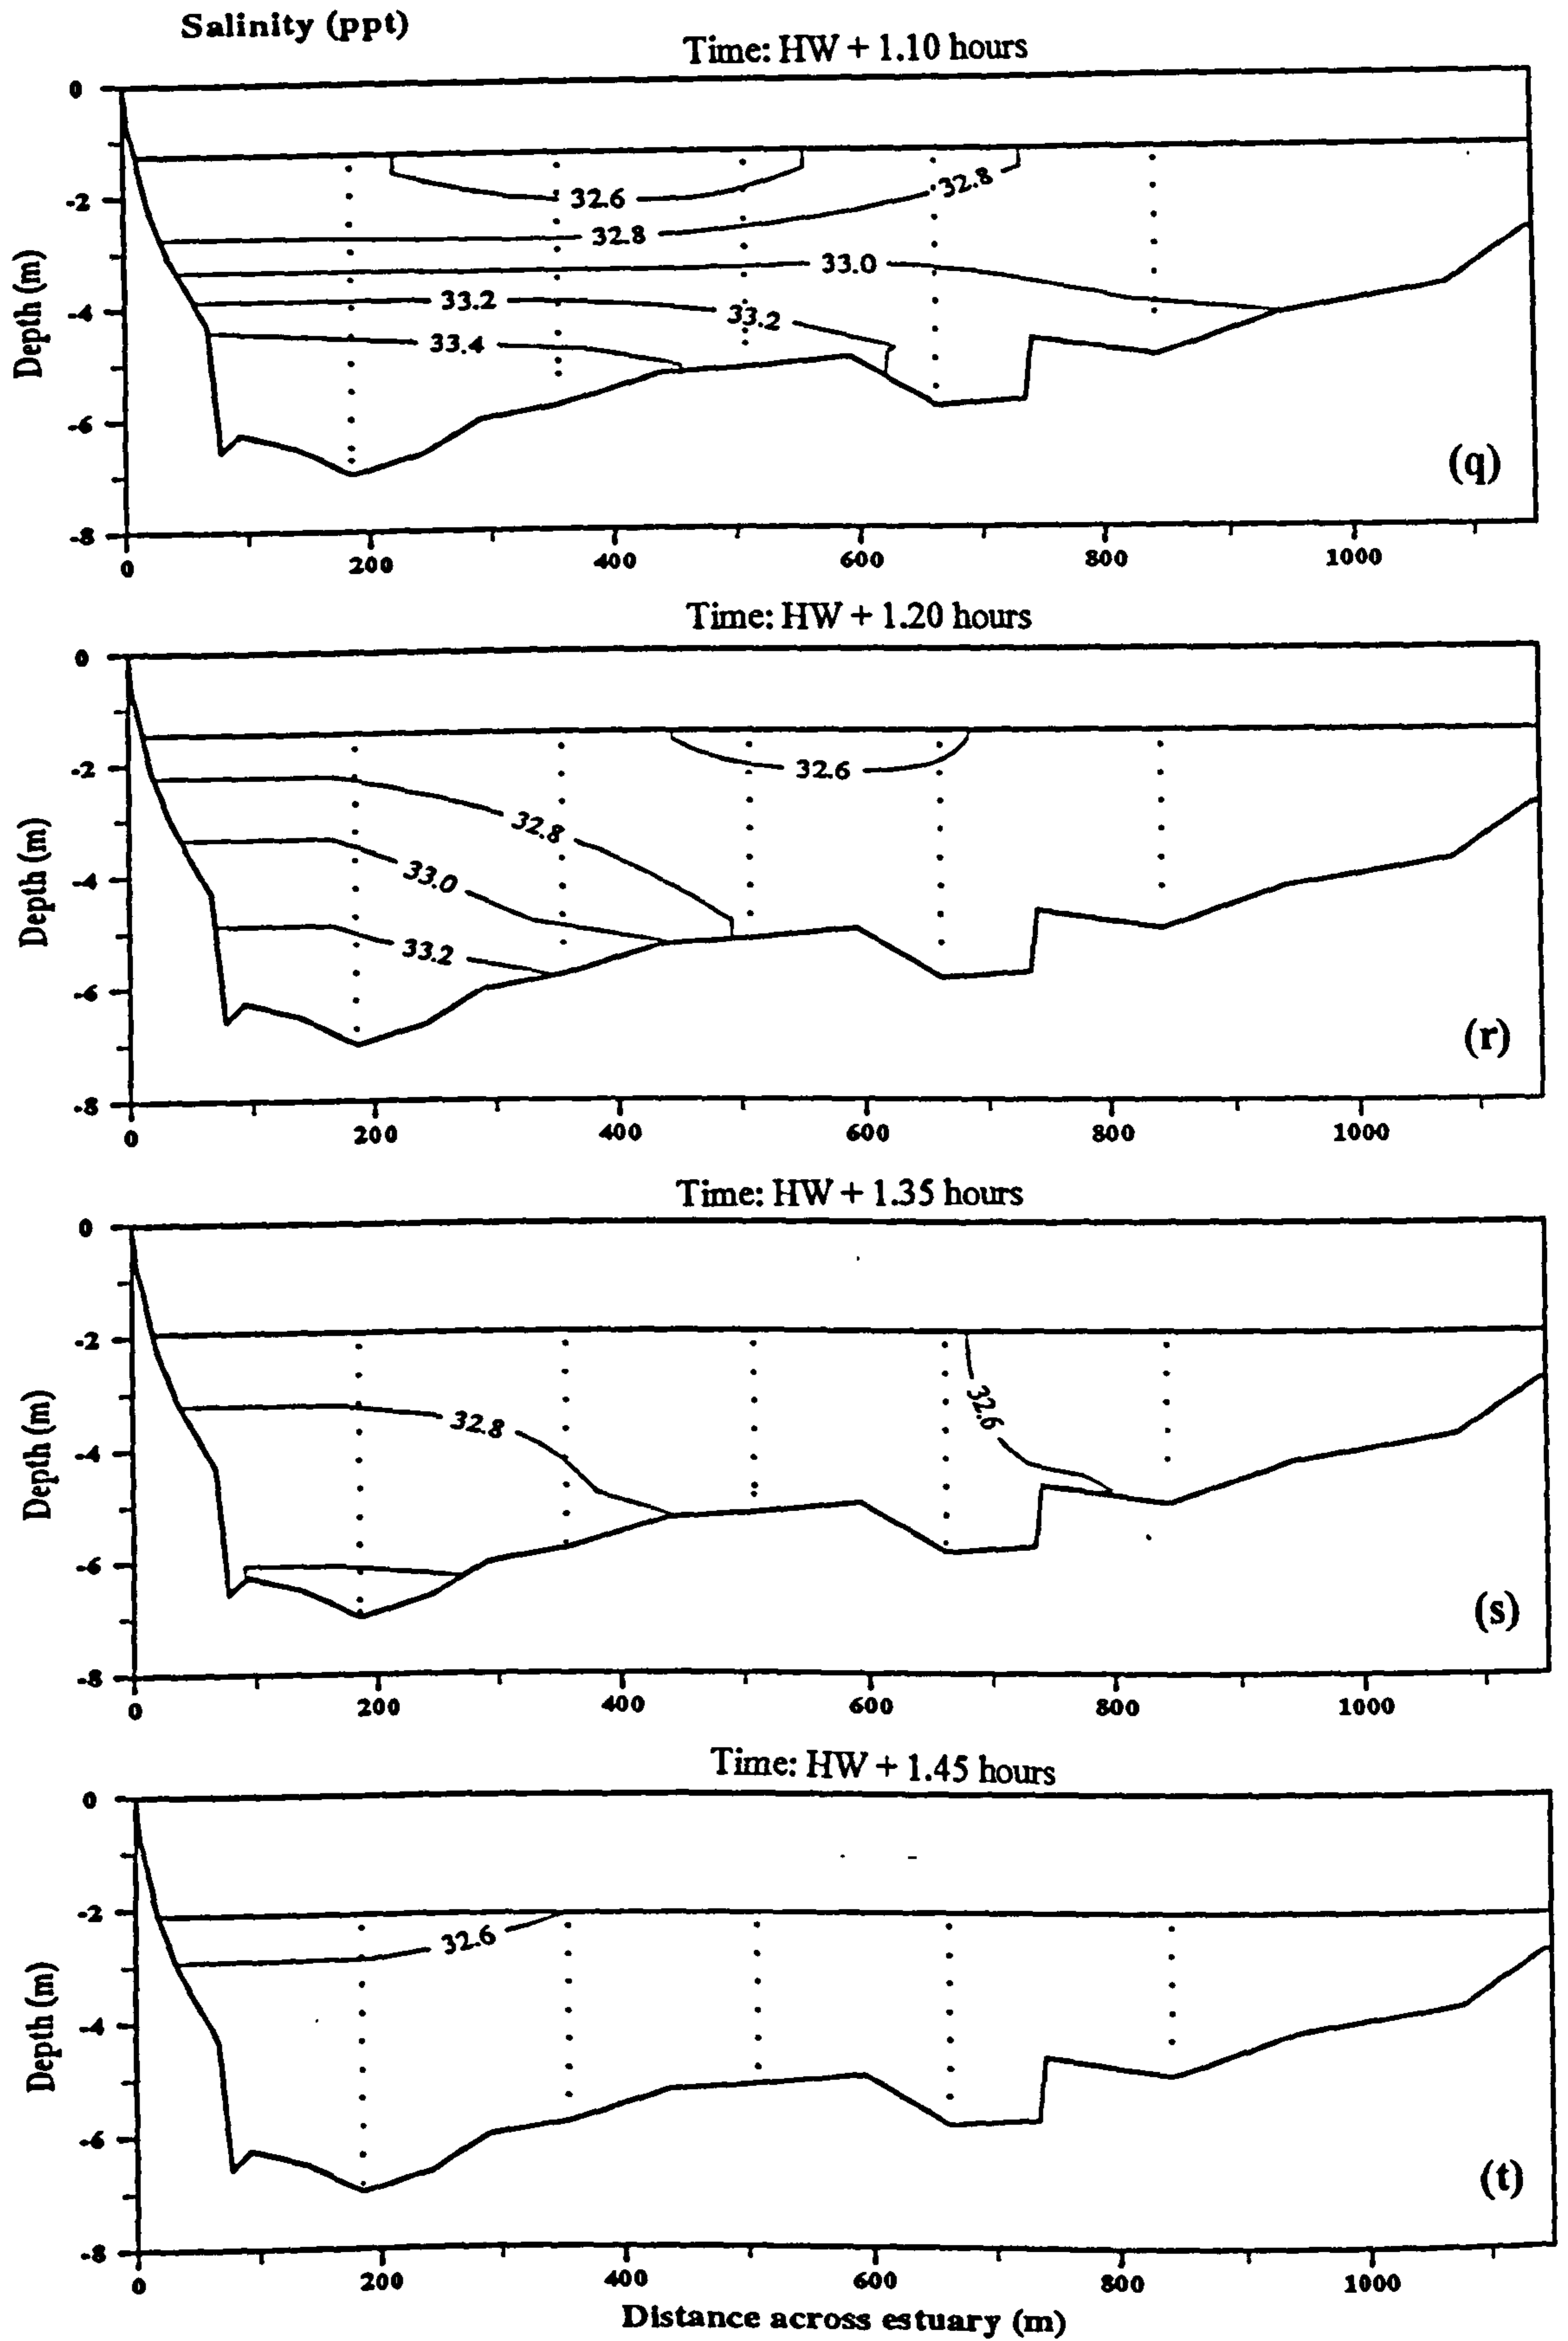 Salinity (ppt)
Time: HW + 1.10 hours
0
-2
-4
-6
-8
Depth (m)
32.6
32.8
32.8
33.0
33.2
33.2
33.4
(q)
0 200 400 600 800 1000
Time: HW + 1.20 hours
0
-2
-4
-6
-8
Depth (m)
32.6
32.8
33.0
33.2
(r)
0 200 400 600 800 1000
Time: HW + 1.35 hours
0
-2
-4
-6
-8
Depth (m)
32.8
32.6
(s)
0 200 400 600 800 1000
Time: HW + 1.45 hours
0
-2
-4
-6
-8
Depth (m)
32.6
(t)
0 200 400 600 800 1000
Distance across estuary (m)